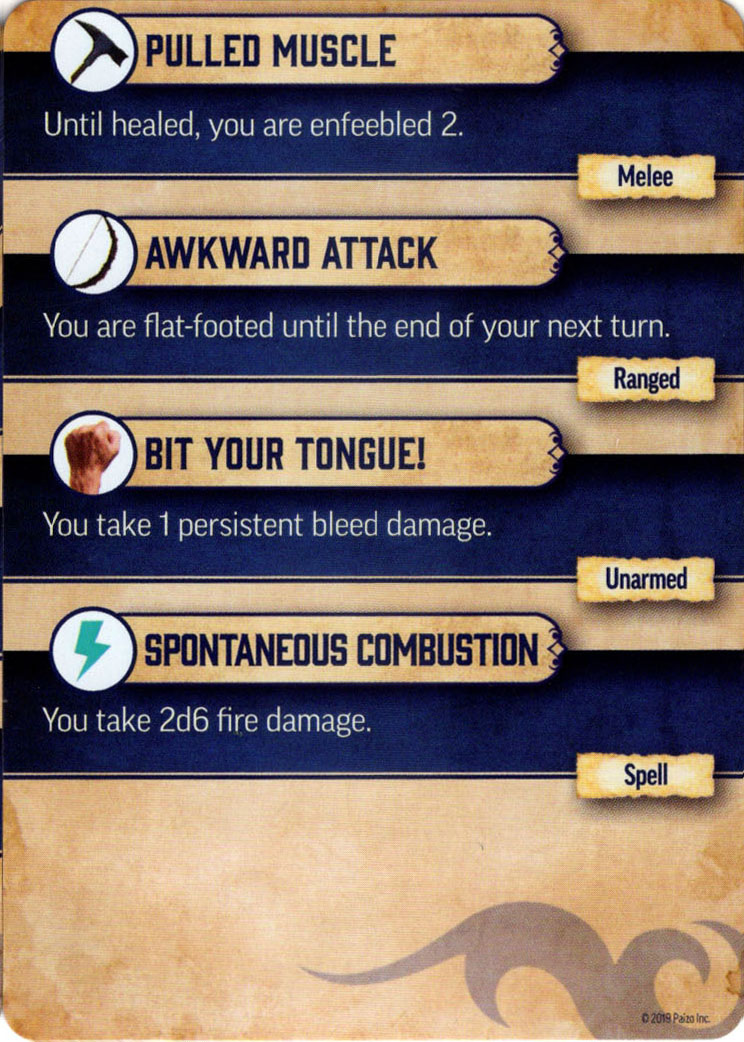 PULLED MUSCLE
Until healed, you are enfeebled 2.
Melee
AWKWARD ATTACK
You are flat-footed until the end of your next turn.
Ranged
BIT YOUR TONGUE!
You take 1 persistent bleed damage.
Unarmed
SPONTANEOUS COMBUSTION
You take 2d6 fire damage.
Spell
© 2019 Paizo Inc.